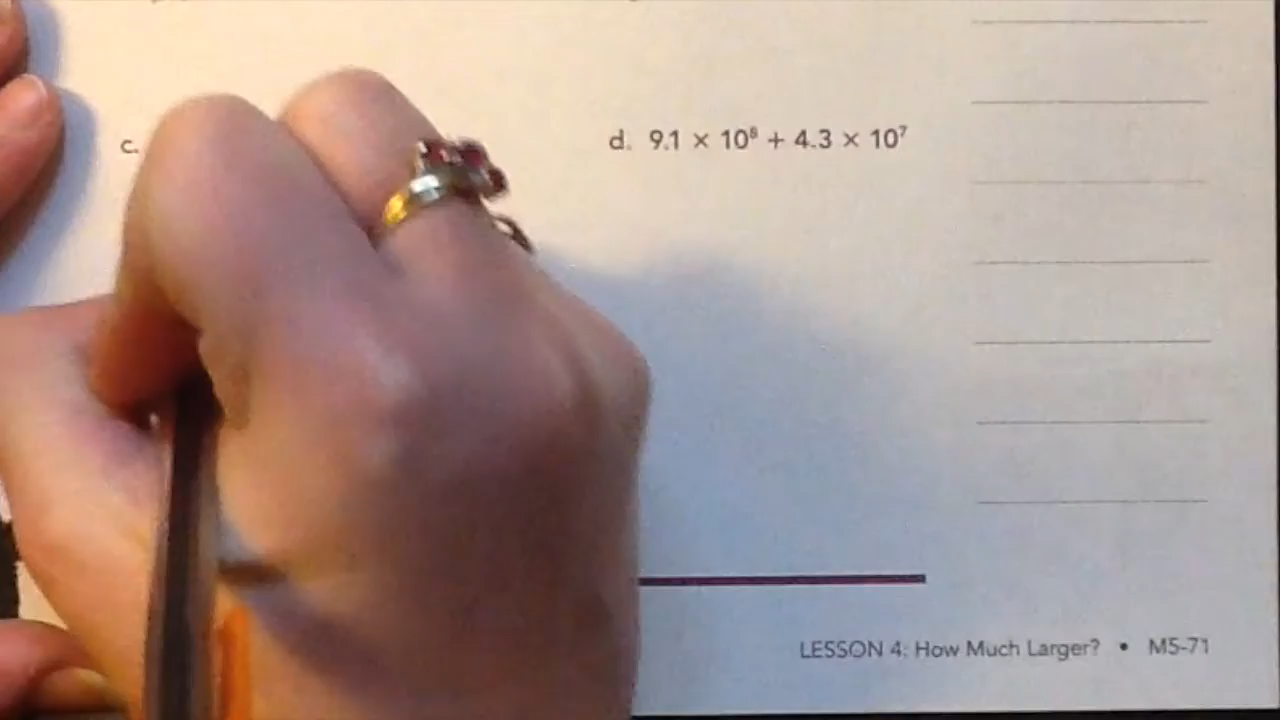 c.
d. 9.1 × 10⁸ + 4.3 × 10⁷
LESSON 4: How Much Larger? • M5-71